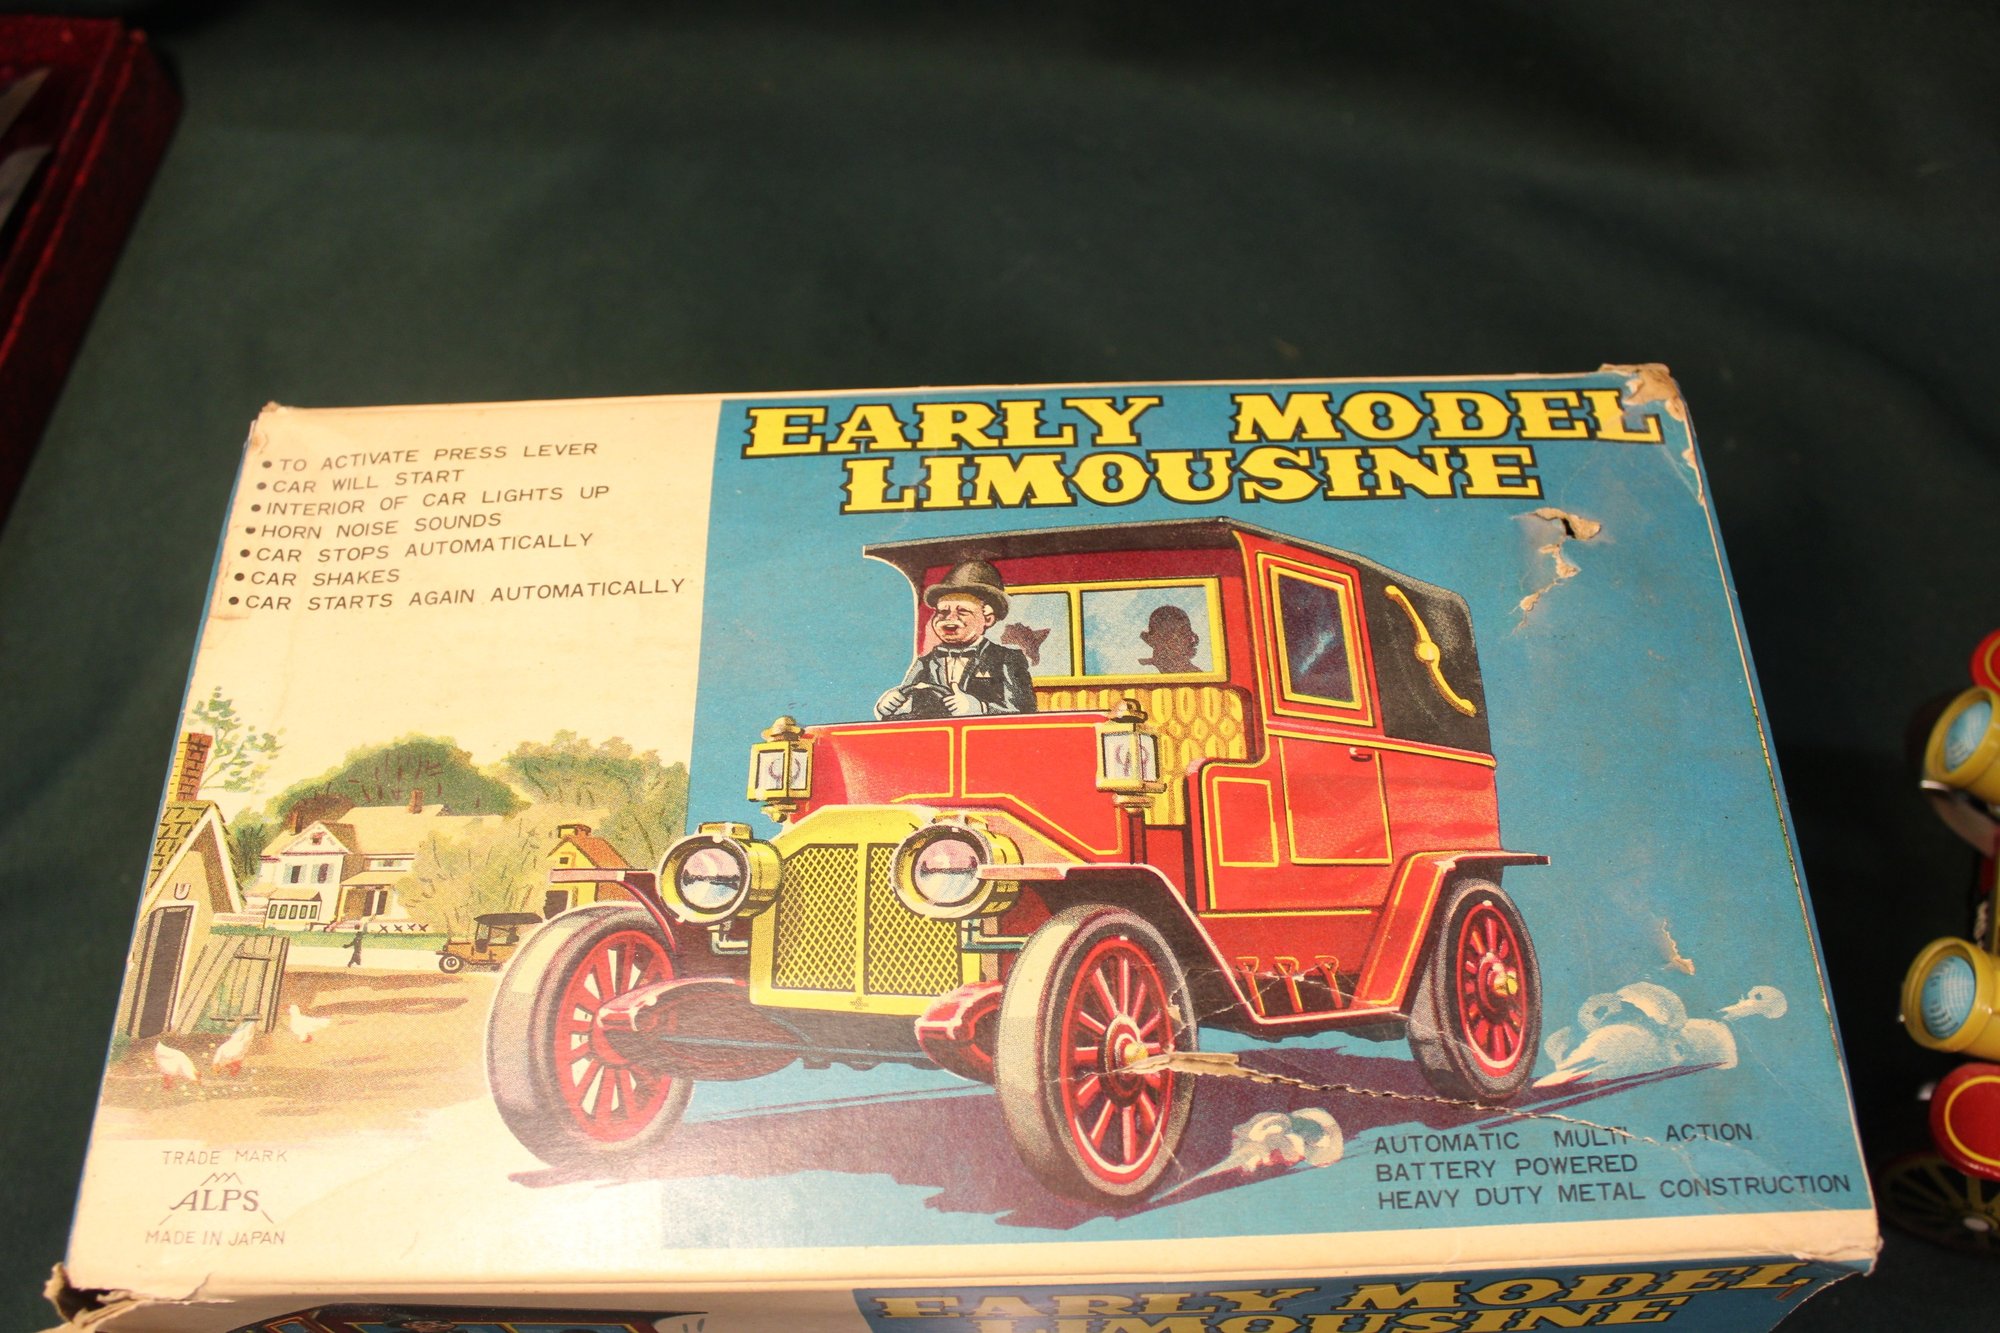 EARLY MODEL
LIMOUSINE
• TO ACTIVATE PRESS LEVER
• CAR WILL START
• INTERIOR OF CAR LIGHTS UP
• HORN NOISE SOUNDS
• CAR STOPS AUTOMATICALLY
• CAR SHAKES
• CAR STARTS AGAIN AUTOMATICALLY
TRADE MARK
ALPS
MADE IN JAPAN
AUTOMATIC MULTI ACTION
BATTERY POWERED
HEAVY DUTY METAL CONSTRUCTION
EARLY MODEL
LIMOUSINE